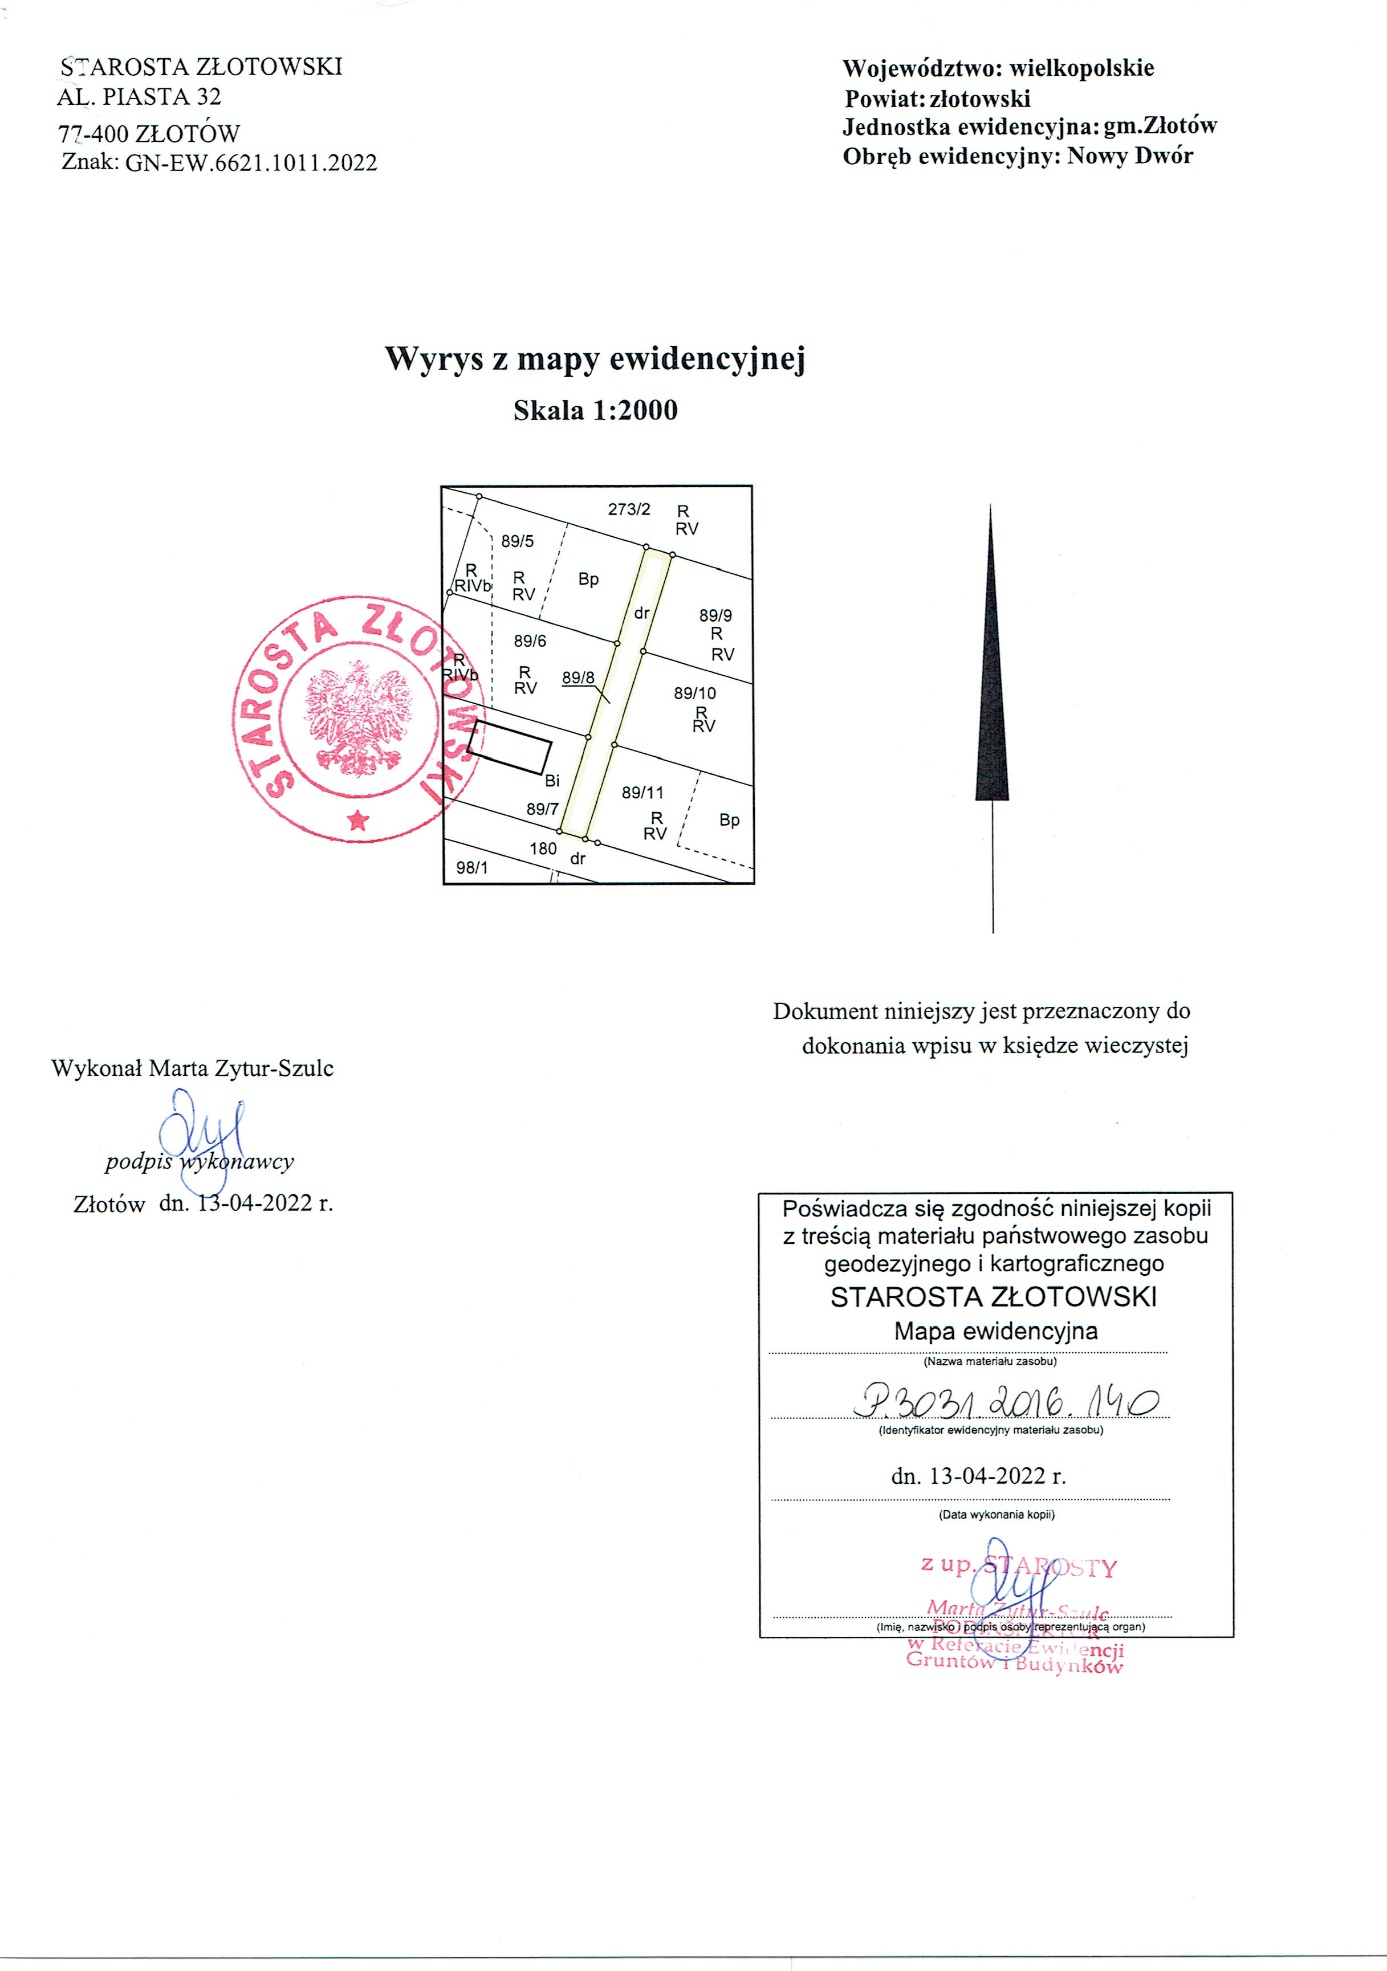 STAROSTA ZŁOTOWSKI
AL. PIASTA 32
77-400 ZŁOTÓW
Znak: GN-EW.6621.1011.2022
Województwo: wielkopolskie
Powiat: złotowski
Jednostka ewidencyjna: gm.Złotów
Obręb ewidencyjny: Nowy Dwór
Wyrys z mapy ewidencyjnej
Skala 1:2000
273/2
R
RV
89/5
R
RIVb
R
RV
Bp
dr
89/9
R
RV
89/6
R
RIVb
R
RV
89/8
89/10
R
RV
Bi
89/7
89/11
R
RV
Bp
180
dr
98/1
STAROSTA ZŁOTOWSKI
Dokument niniejszy jest przeznaczony do
dokonania wpisu w księdze wieczystej
Wykonał Marta Zytur-Szulc
podpis wykonawcy
Złotów dn. 13-04-2022 r.
Poświadcza się zgodność niniejszej kopii
z treścią materiału państwowego zasobu
geodezyjnego i kartograficznego
STAROSTA ZŁOTOWSKI
Mapa ewidencyjna
(Nazwa materiału zasobu)
P.3031.2016.140
(Identyfikator ewidencyjny materiału zasobu)
dn. 13-04-2022 r.
(Data wykonania kopii)
z up. STAROSTY
Marta Zytur-Szulc
(Imię, nazwisko i podpis osoby reprezentującą organ)
PODINSPEKTOR
w Referacie Ewidencji
Gruntów i Budynków